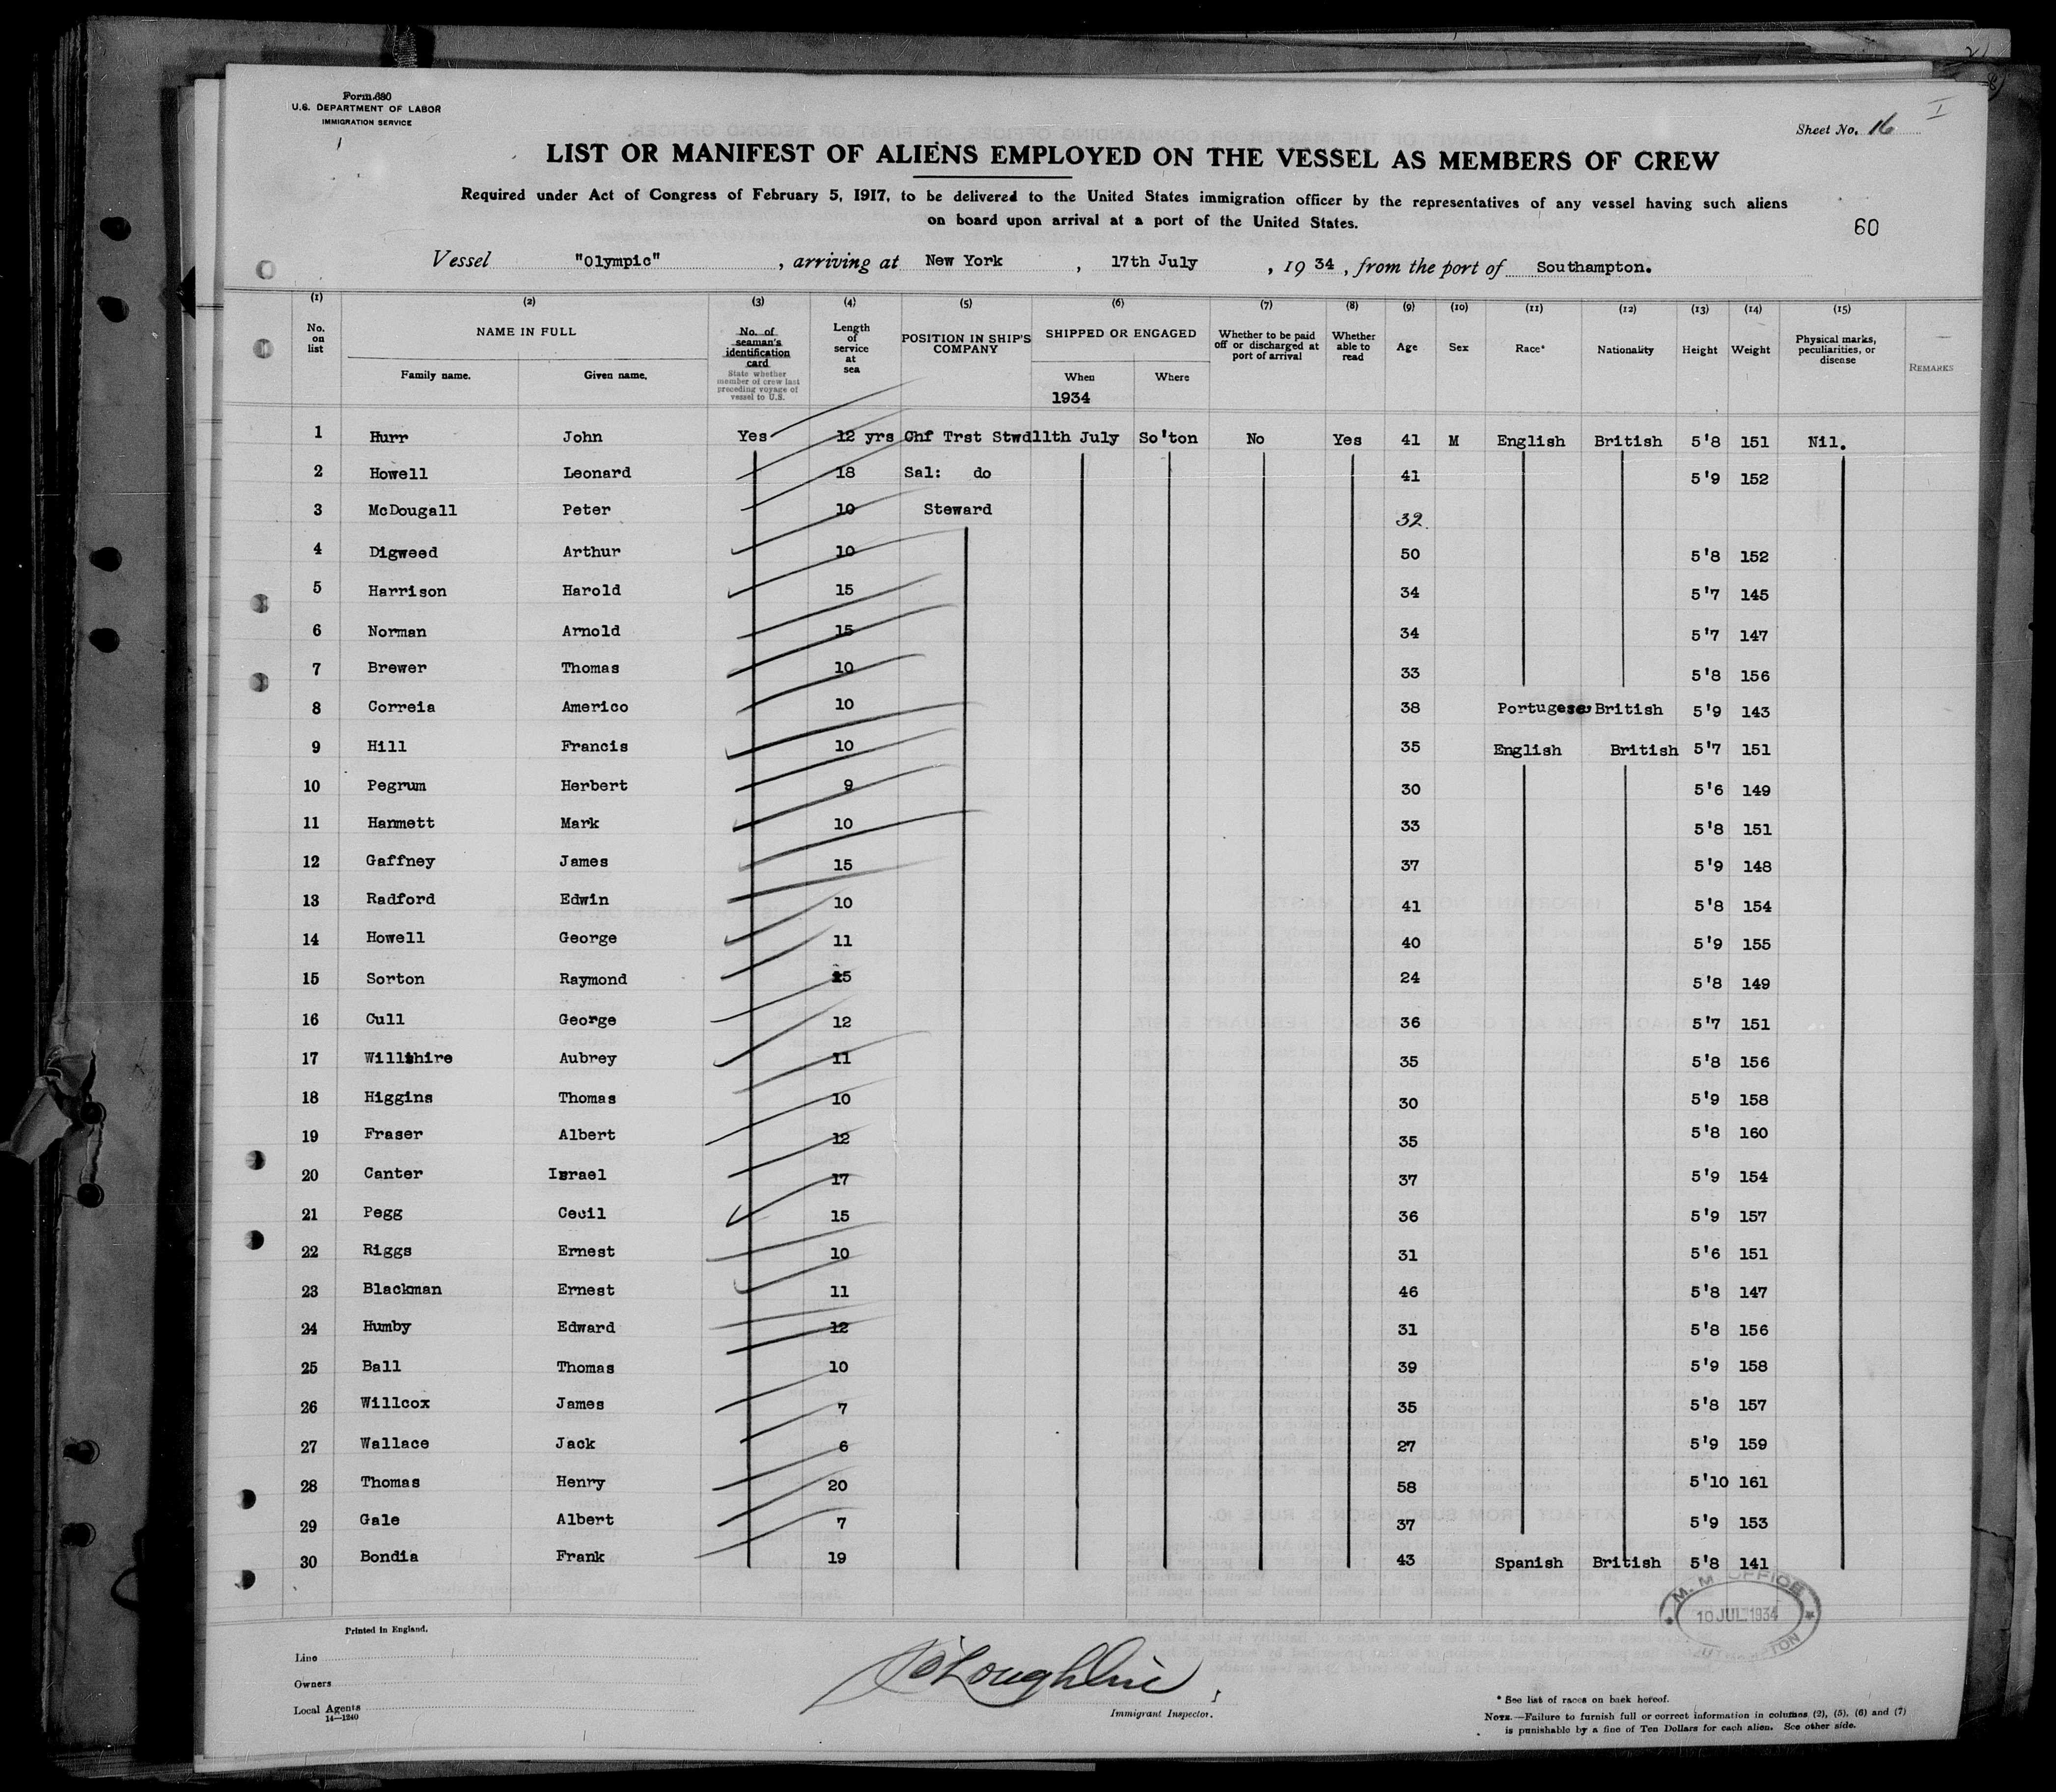 Form 680
U.S. DEPARTMENT OF LABOR
IMMIGRATION SERVICE
Sheet No. 16
LIST OR MANIFEST OF ALIENS EMPLOYED ON THE VESSEL AS MEMBERS OF CREW
Required under Act of Congress of February 5, 1917, to be delivered to the United States immigration officer by the representatives of any vessel having such aliens
on board upon arrival at a port of the United States.
60
Vessel "Olympic", arriving at New York, 17th July, 1934, from the port of Southampton.
(1) (2) (3) (4) (5) (6) (7) (8) (9) (10) (11) (12) (13) (14) (15)
No. on list NAME IN FULL Family name. Given name. No. of seaman's identification card State whether member of crew last preceding voyage of vessel to U.S. Length of service at sea POSITION IN SHIP'S COMPANY SHIPPED OR ENGAGED When 1934 Where Whether to be paid off or discharged at port of arrival Whether able to read Age Sex Race* Nationality Height Weight Physical marks, peculiarities, or disease REMARKS
1 Hurr John Yes 12 yrs Chf Trst Stwd 11th July So'ton No Yes 41 M English British 5'8 151 Nil.
2 Howell Leonard 18 Sal: do 41 5'9 152
3 McDougall Peter 10 Steward 32
4 Digweed Arthur 10 50 5'8 152
5 Harrison Harold 15 34 5'7 145
6 Norman Arnold 15 34 5'7 147
7 Brewer Thomas 10 33 5'8 156
8 Correia Americo 10 38 Portugese British 5'9 143
9 Hill Francis 10 35 English British 5'7 151
10 Pegrum Herbert 9 30 5'6 149
11 Hammett Mark 10 33 5'8 151
12 Gaffney James 15 37 5'9 148
13 Radford Edwin 10 41 5'8 154
14 Howell George 11 40 5'9 155
15 Sorton Raymond 24 5'8 149
16 Cull George 12 36 5'7 151
17 Aubrey 11 35 5'8 156
18 Higgins Thomas 10 30 5'9 158
19 Fraser Albert 12 35 5'8 160
20 Canter Israel 17 37 5'9 154
21 Pegg Cecil 15 36 5'9 157
22 Riggs Ernest 10 31 5'6 151
23 Blackman Ernest 11 46 5'8 147
24 Humby Edward 12 31 5'8 156
25 Ball Thomas 10 39 5'9 158
26 Willcox James 7 35 5'8 157
27 Wallace Jack 6 27 5'9 159
28 Thomas Henry 20 58 5'10 161
29 Gale Albert 7 37 5'9 153
30 Bondia Frank 19 43 Spanish British 5'8 141
M. M. OFFICE
10 JUL 1934
Printed in England.
Line
Owners
Local Agents
14—1240
O'Loughlin
Immigrant Inspector.
* See list of races on back hereof.
NOTE.—Failure to furnish full or correct information in columns (2), (5), (6) and (7)
is punishable by a fine of Ten Dollars for each alien. See other side.